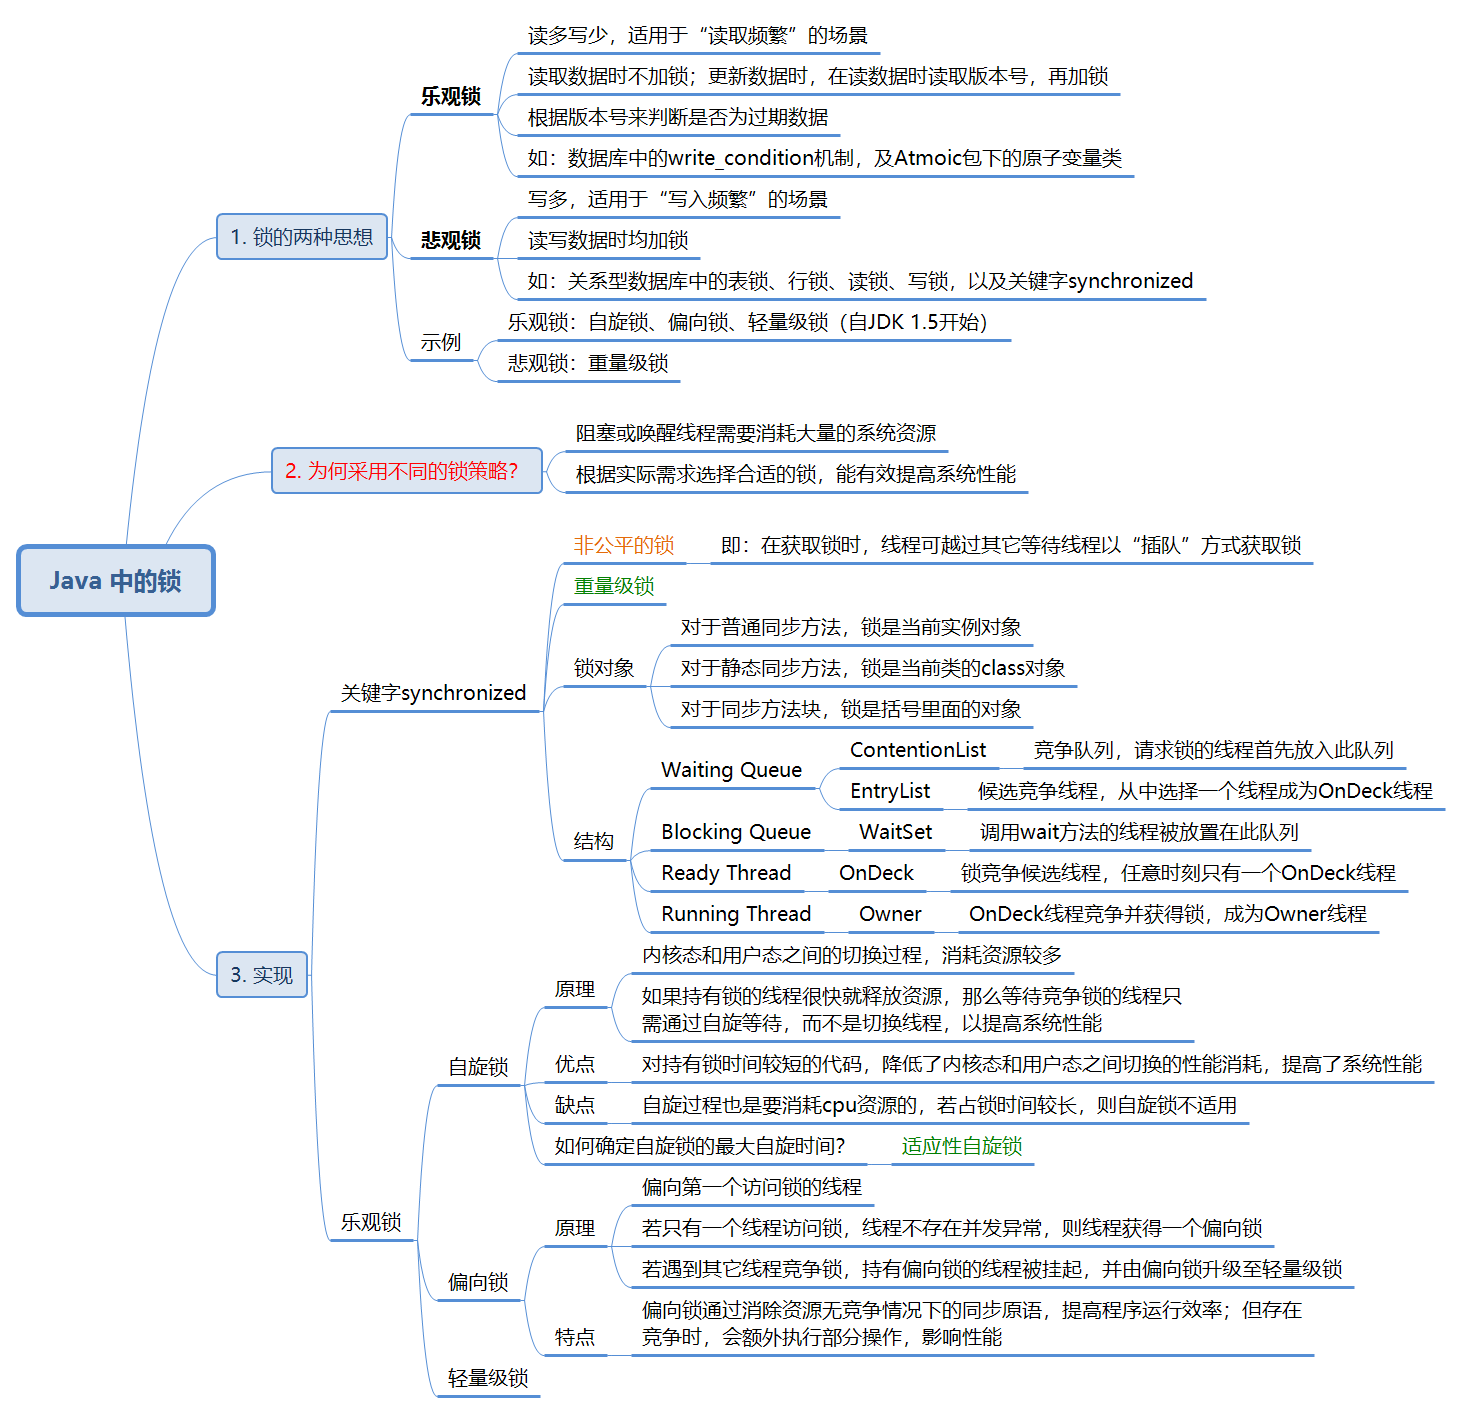 Java 中的锁
1. 锁的两种思想
乐观锁
读多写少，适用于“读取频繁”的场景
读取数据时不加锁；更新数据时，在读数据时读取版本号，再加锁
根据版本号来判断是否为过期数据
如：数据库中的write_condition机制，及Atmoic包下的原子变量类
悲观锁
写多，适用于“写入频繁”的场景
读写数据时均加锁
如：关系型数据库中的表锁、行锁、读锁、写锁，以及关键字synchronized
示例
乐观锁：自旋锁、偏向锁、轻量级锁（自JDK 1.5开始）
悲观锁：重量级锁
2. 为何采用不同的锁策略？
阻塞或唤醒线程需要消耗大量的系统资源
根据实际需求选择合适的锁，能有效提高系统性能
3. 实现
关键字synchronized
非公平的锁
即：在获取锁时，线程可越过其它等待线程以“插队”方式获取锁
重量级锁
锁对象
对于普通同步方法，锁是当前实例对象
对于静态同步方法，锁是当前类的class对象
对于同步方法块，锁是括号里面的对象
结构
Waiting Queue
ContentionList
竞争队列，请求锁的线程首先放入此队列
EntryList
候选竞争线程，从中选择一个线程成为OnDeck线程
Blocking Queue
WaitSet
调用wait方法的线程被放置在此队列
Ready Thread
OnDeck
锁竞争候选线程，任意时刻只有一个OnDeck线程
Running Thread
Owner
OnDeck线程竞争并获得锁，成为Owner线程
乐观锁
自旋锁
原理
内核态和用户态之间的切换过程，消耗资源较多
如果持有锁的线程很快就释放资源，那么等待竞争锁的线程只
需通过自旋等待，而不是切换线程，以提高系统性能
优点
对持有锁时间较短的代码，降低了内核态和用户态之间切换的性能消耗，提高了系统性能
缺点
自旋过程也是要消耗cpu资源的，若占锁时间较长，则自旋锁不适用
如何确定自旋锁的最大自旋时间？
适应性自旋锁
偏向锁
原理
偏向第一个访问锁的线程
若只有一个线程访问锁，线程不存在并发异常，则线程获得一个偏向锁
若遇到其它线程竞争锁，持有偏向锁的线程被挂起，并由偏向锁升级至轻量级锁
特点
偏向锁通过消除资源无竞争情况下的同步原语，提高程序运行效率；但存在
竞争时，会额外执行部分操作，影响性能
轻量级锁